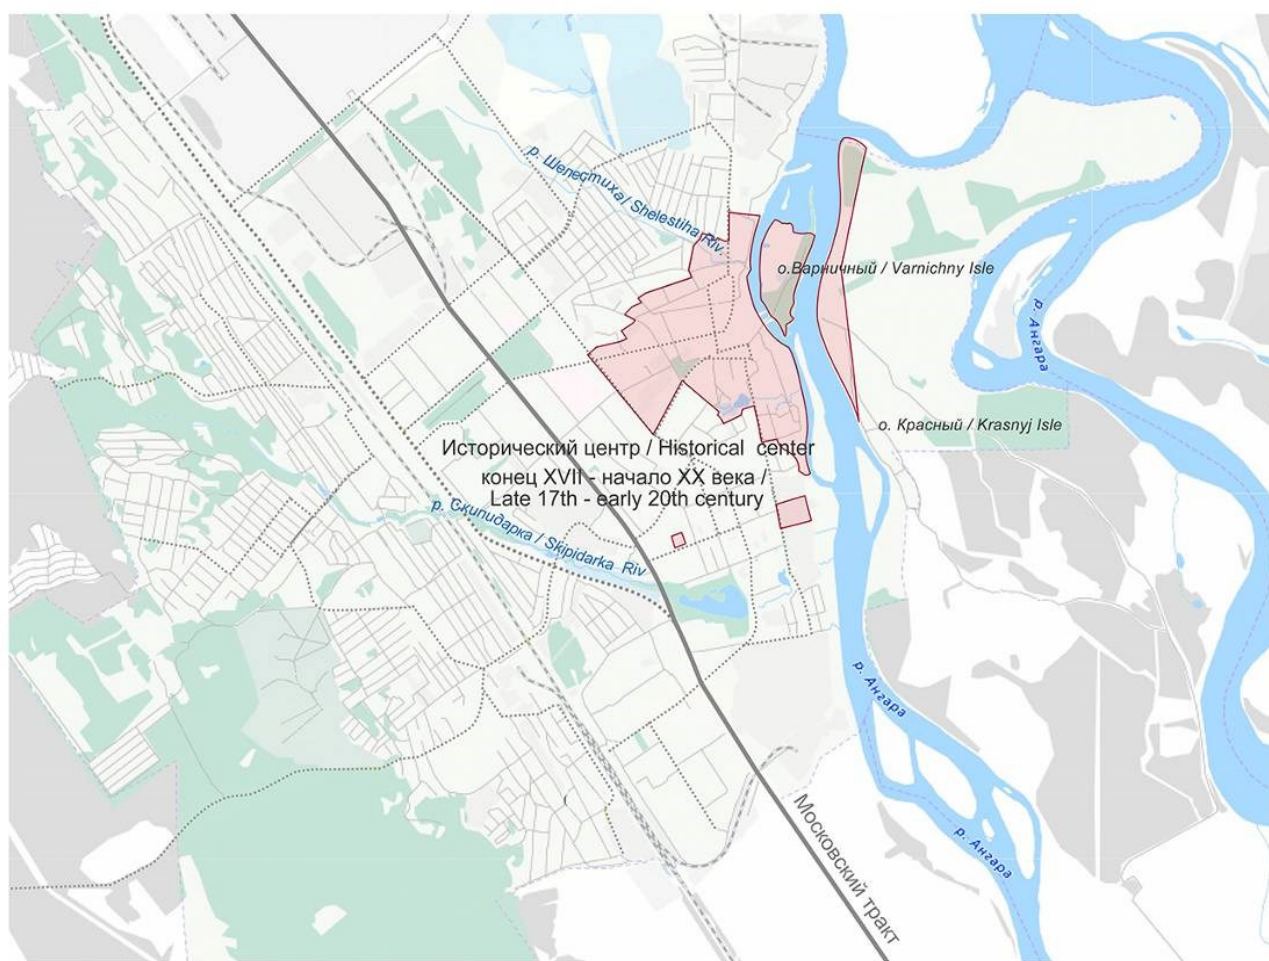 р. Шелестиха / Shelestiha Riv.
о.Варничный / Varnichny Isle
р. Ангара
о. Красный / Krasnyj Isle
Исторический центр / Historical center
конец XVII - начало XX века /
Late 17th - early 20th century
р. Скипидарка / Skipidarka Riv
р. Ангара
Московский тракт
р. Ангара